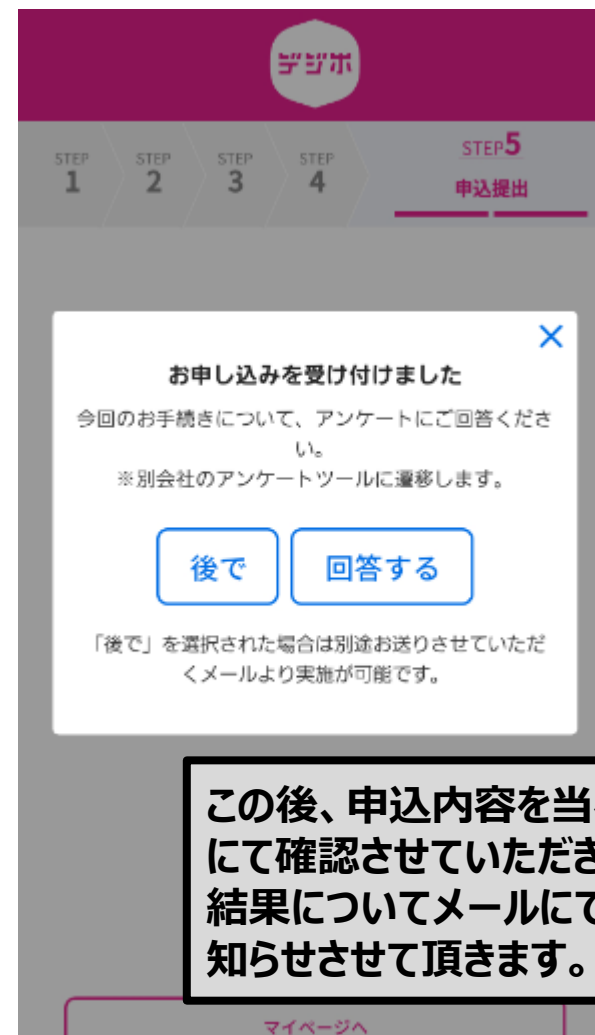 デジホ
STEP 1
STEP 2
STEP 3
STEP 4
STEP5
申込提出
お申し込みを受け付けました
今回のお手続きについて、アンケートにご回答くださ
い。
※別会社のアンケートツールに遷移します。
後で
回答する
「後で」を選択された場合は別途お送りさせていただ
くメールより実施が可能です。
この後、申込内容を当
にて確認させていただき
結果についてメールにて
知らせさせて頂きます。
マイページへ